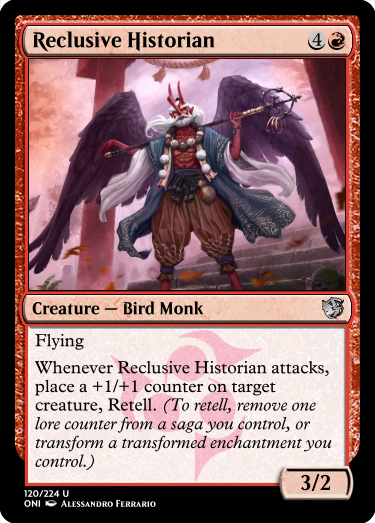 Reclusive Historian 4
Creature — Bird Monk
Flying
Whenever Reclusive Historian attacks,
place a +1/+1 counter on target
creature, Retell. (To retell, remove one
lore counter from a saga you control, or
transform a transformed enchantment you
control.)
3/2
120/224 U
ONI Alessandro Ferrario